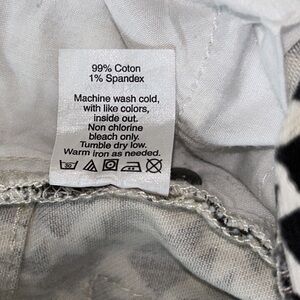 99% Coton
1% Spandex
Machine wash cold,
with like colors,
inside out.
Non chlorine
bleach only.
Tumble dry low.
Warm iron as needed.